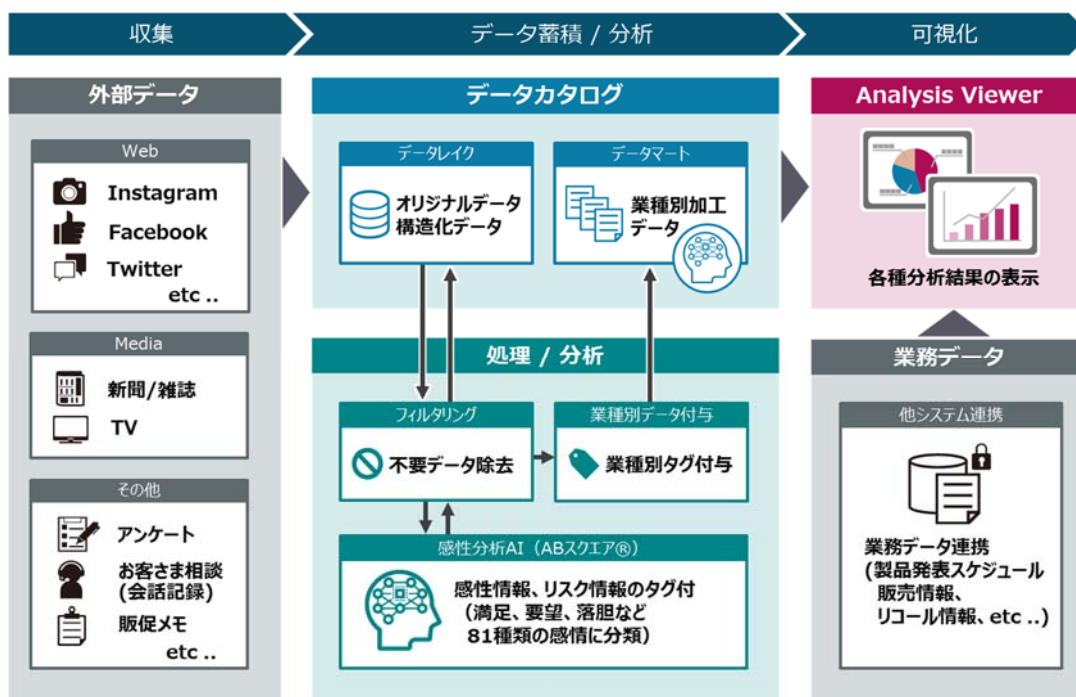 収集
データ蓄積 / 分析
可視化
外部データ
Web
Instagram
Facebook
Twitter
etc ..
Media
新聞/雑誌
TV
その他
アンケート
お客さま相談
(会話記録)
販促メモ
etc ..
データカタログ
データレイク
オリジナルデータ
構造化データ
データマート
業種別加工
データ
処理 / 分析
フィルタリング
不要データ除去
業種別データ付与
業種別タグ付与
感性分析AI（ABスクエア®）
感性情報、リスク情報のタグ付
（満足、要望、落胆など
81種類の感情に分類）
Analysis Viewer
各種分析結果の表示
業務データ
他システム連携
業務データ連携
(製品発表スケジュール
販売情報、
リコール情報、etc ..)